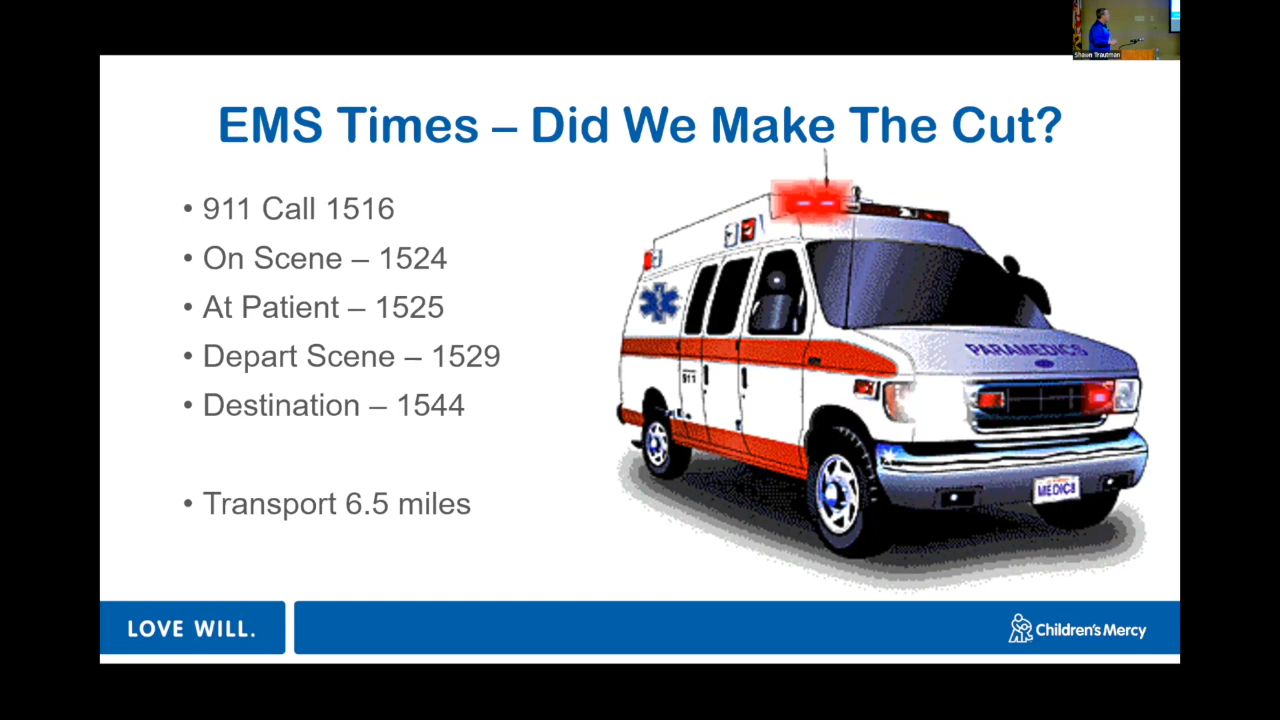 Shawn Trautman
EMS Times – Did We Make The Cut?
• 911 Call 1516
• On Scene – 1524
• At Patient – 1525
• Depart Scene – 1529
• Destination – 1544
• Transport 6.5 miles
911
PARAMEDICS
MEDICS
LOVE WILL.
Children's Mercy